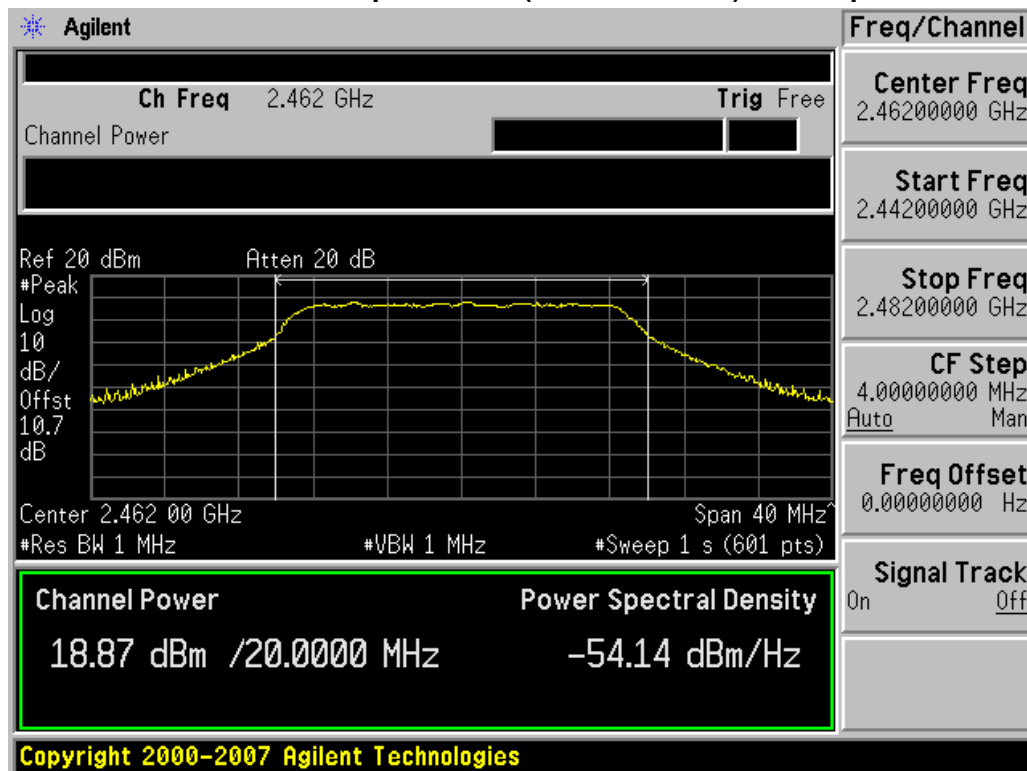 Agilent
Freq/Channel
Ch Freq 2.462 GHz Trig Free
Channel Power
Center Freq
2.46200000 GHz
Start Freq
2.44200000 GHz
Stop Freq
2.48200000 GHz
CF Step
4.00000000 MHz
Auto Man
Freq Offset
0.00000000 Hz
Signal Track
On Off
Ref 20 dBm Atten 20 dB
#Peak
Log
10
dB/
Offst
10.7
dB
Center 2.462 00 GHz Span 40 MHz^
#Res BW 1 MHz #VBW 1 MHz #Sweep 1 s (601 pts)
Channel Power Power Spectral Density
18.87 dBm /20.0000 MHz -54.14 dBm/Hz
Copyright 2000-2007 Agilent Technologies